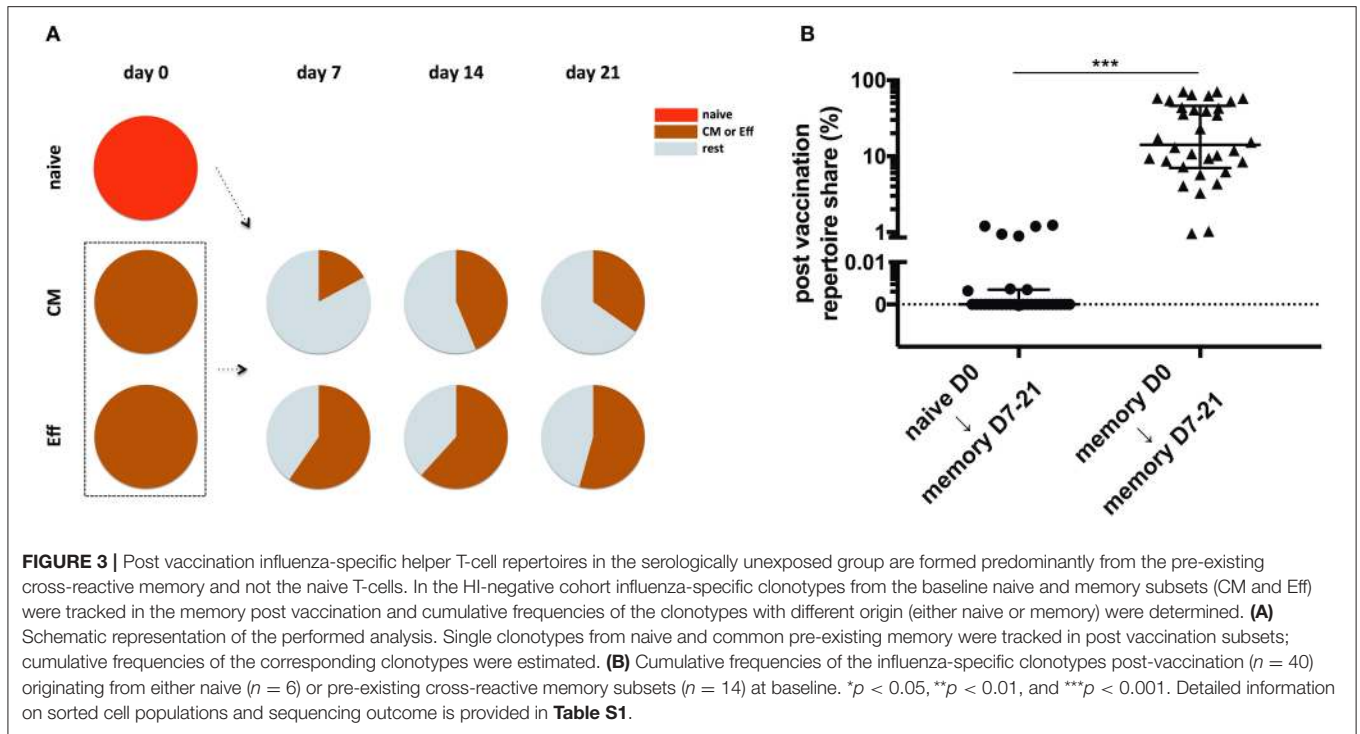 A
day 0
day 7
day 14
day 21
naive
CM or Eff
rest
naive
CM
Eff
B
***
post vaccination
repertoire share (%)
100
10
1
0.01
0
naive D0
→
memory D7-21
memory D0
→
memory D7-21
FIGURE 3 | Post vaccination influenza-specific helper T-cell repertoires in the serologically unexposed group are formed predominantly from the pre-existing
cross-reactive memory and not the naive T-cells. In the HI-negative cohort influenza-specific clonotypes from the baseline naive and memory subsets (CM and Eff)
were tracked in the memory post vaccination and cumulative frequencies of the clonotypes with different origin (either naive or memory) were determined. (A)
Schematic representation of the performed analysis. Single clonotypes from naive and common pre-existing memory were tracked in post vaccination subsets;
cumulative frequencies of the corresponding clonotypes were estimated. (B) Cumulative frequencies of the influenza-specific clonotypes post-vaccination (n = 40)
originating from either naive (n = 6) or pre-existing cross-reactive memory subsets (n = 14) at baseline. *p < 0.05, **p < 0.01, and ***p < 0.001. Detailed information
on sorted cell populations and sequencing outcome is provided in Table S1.